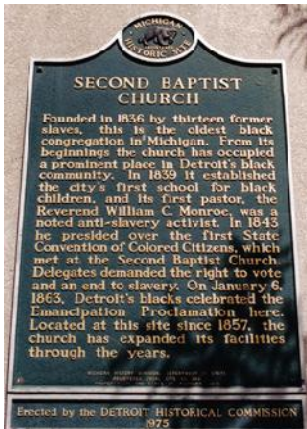 MICHIGAN
HISTORIC SITE
SECOND BAPTIST
CHURCH
Founded in 1836 by thirteen former
slaves, this is the oldest black
congregation in Michigan. From its
beginnings the church has occupied
a prominent place in Detroit's black
community. In 1839 it established
the city's first school for black
children, and its first pastor, the
Reverend William C. Monroe, was a
noted anti-slavery activist. In 1843
he presided over the first State
Convention of Colored Citizens, which
met at the Second Baptist Church.
Delegates demanded the right to vote
and an end to slavery. On January 6,
1863, Detroit's blacks celebrated the
Emancipation Proclamation here.
Located at this site since 1857, the
church has expanded its facilities
through the years.
Erected by the DETROIT HISTORICAL COMMISSION
1975